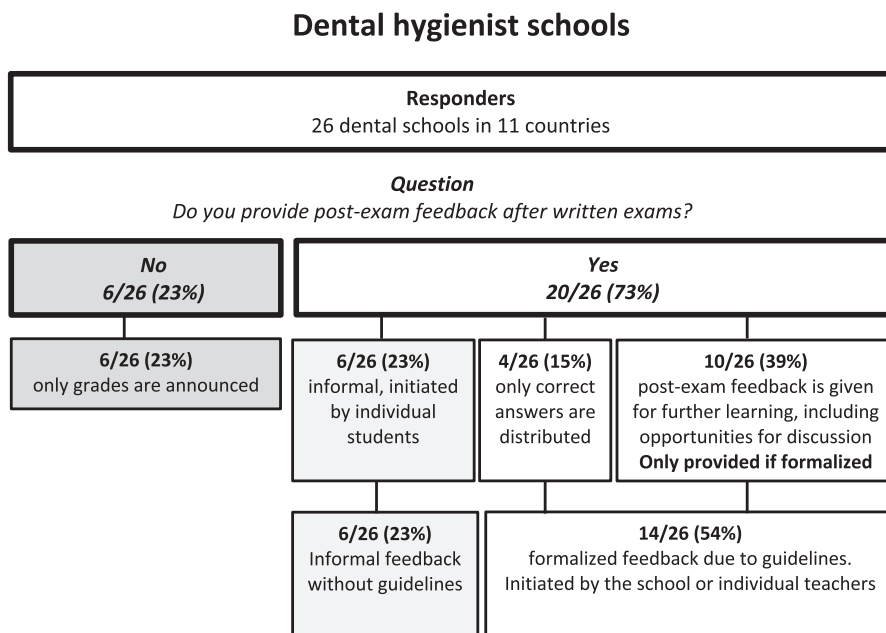 Dental hygienist schools
Responders
26 dental schools in 11 countries
Question
Do you provide post-exam feedback after written exams?
No
6/26 (23%)
Yes
20/26 (73%)
6/26 (23%)
only grades are announced
6/26 (23%)
informal, initiated
by individual
students
4/26 (15%)
only correct
answers are
distributed
10/26 (39%)
post-exam feedback is given
for further learning, including
opportunities for discussion
Only provided if formalized
6/26 (23%)
Informal feedback
without guidelines
14/26 (54%)
formalized feedback due to guidelines.
Initiated by the school or individual teachers